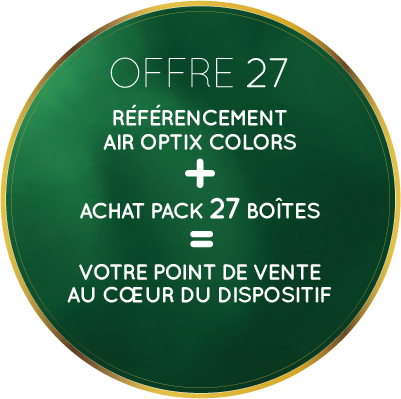 OFFRE 27
RÉFÉRENCEMENT
AIR OPTIX COLORS
+
ACHAT PACK 27 BOÎTES
=
VOTRE POINT DE VENTE
AU CŒUR DU DISPOSITIF